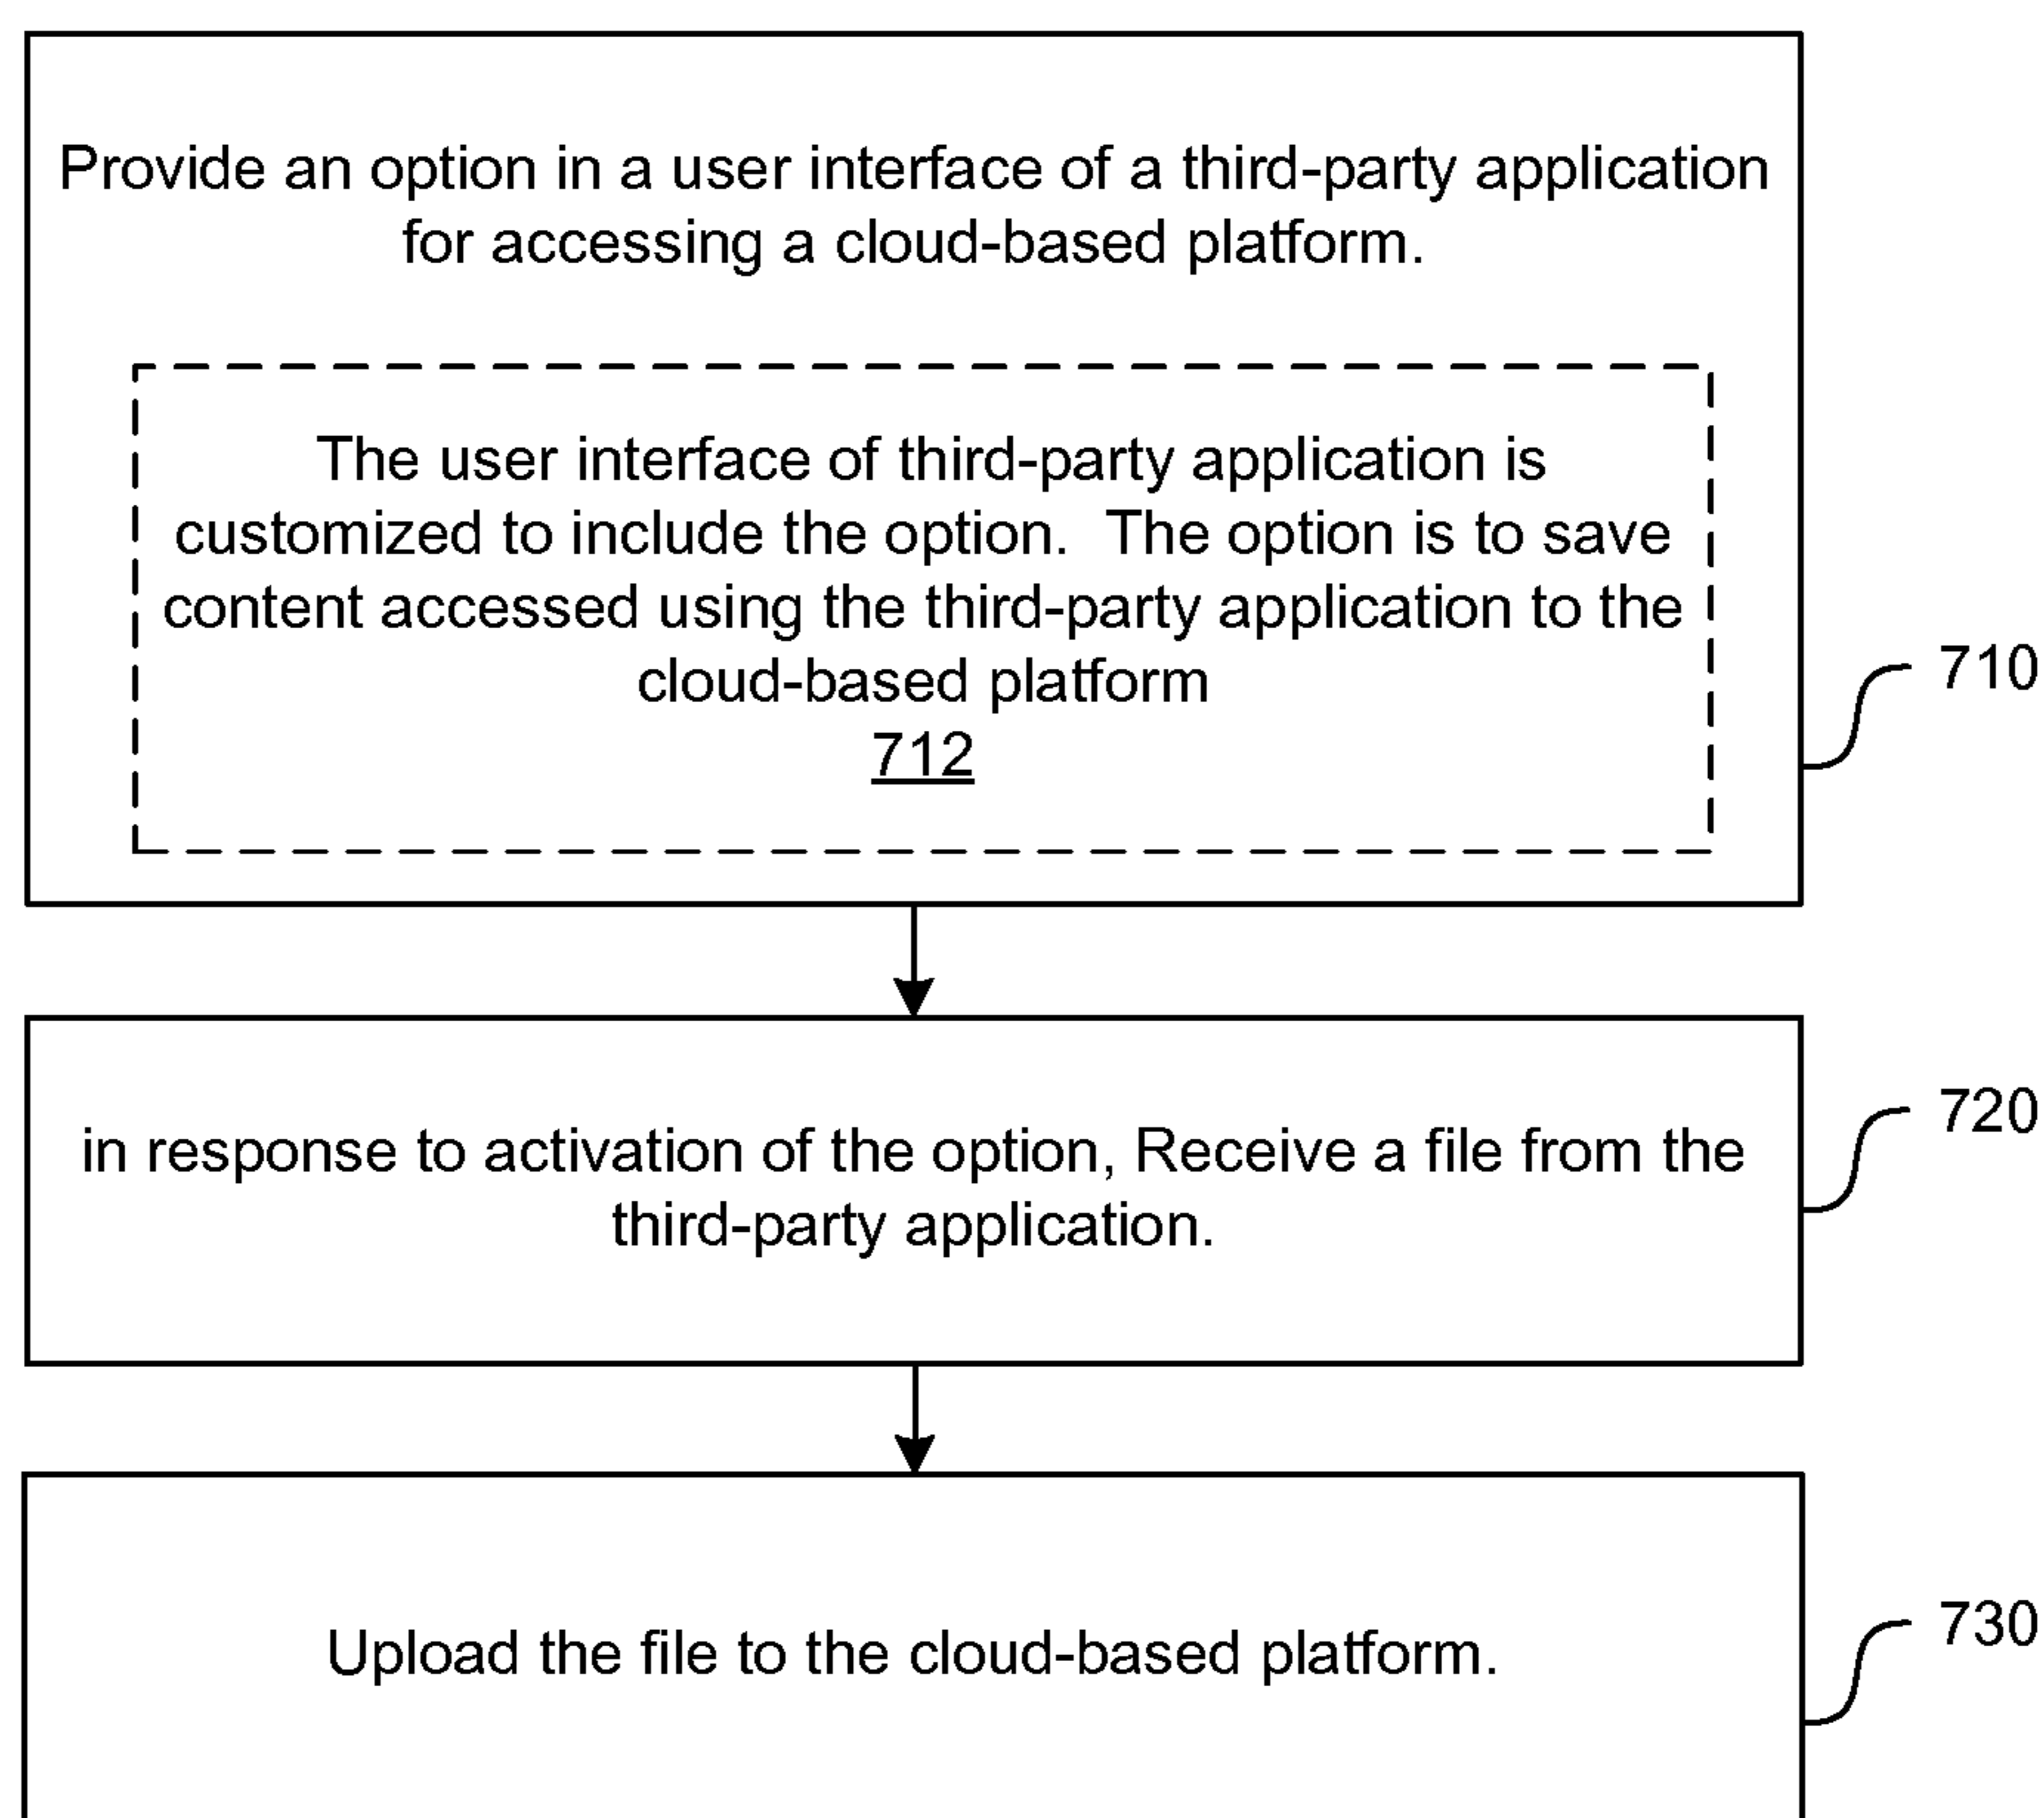 Provide an option in a user interface of a third-party application
for accessing a cloud-based platform.
The user interface of third-party application is
customized to include the option.  The option is to save
content accessed using the third-party application to the
cloud-based platform
712
710
in response to activation of the option, Receive a file from the
third-party application.
720
Upload the file to the cloud-based platform.
730